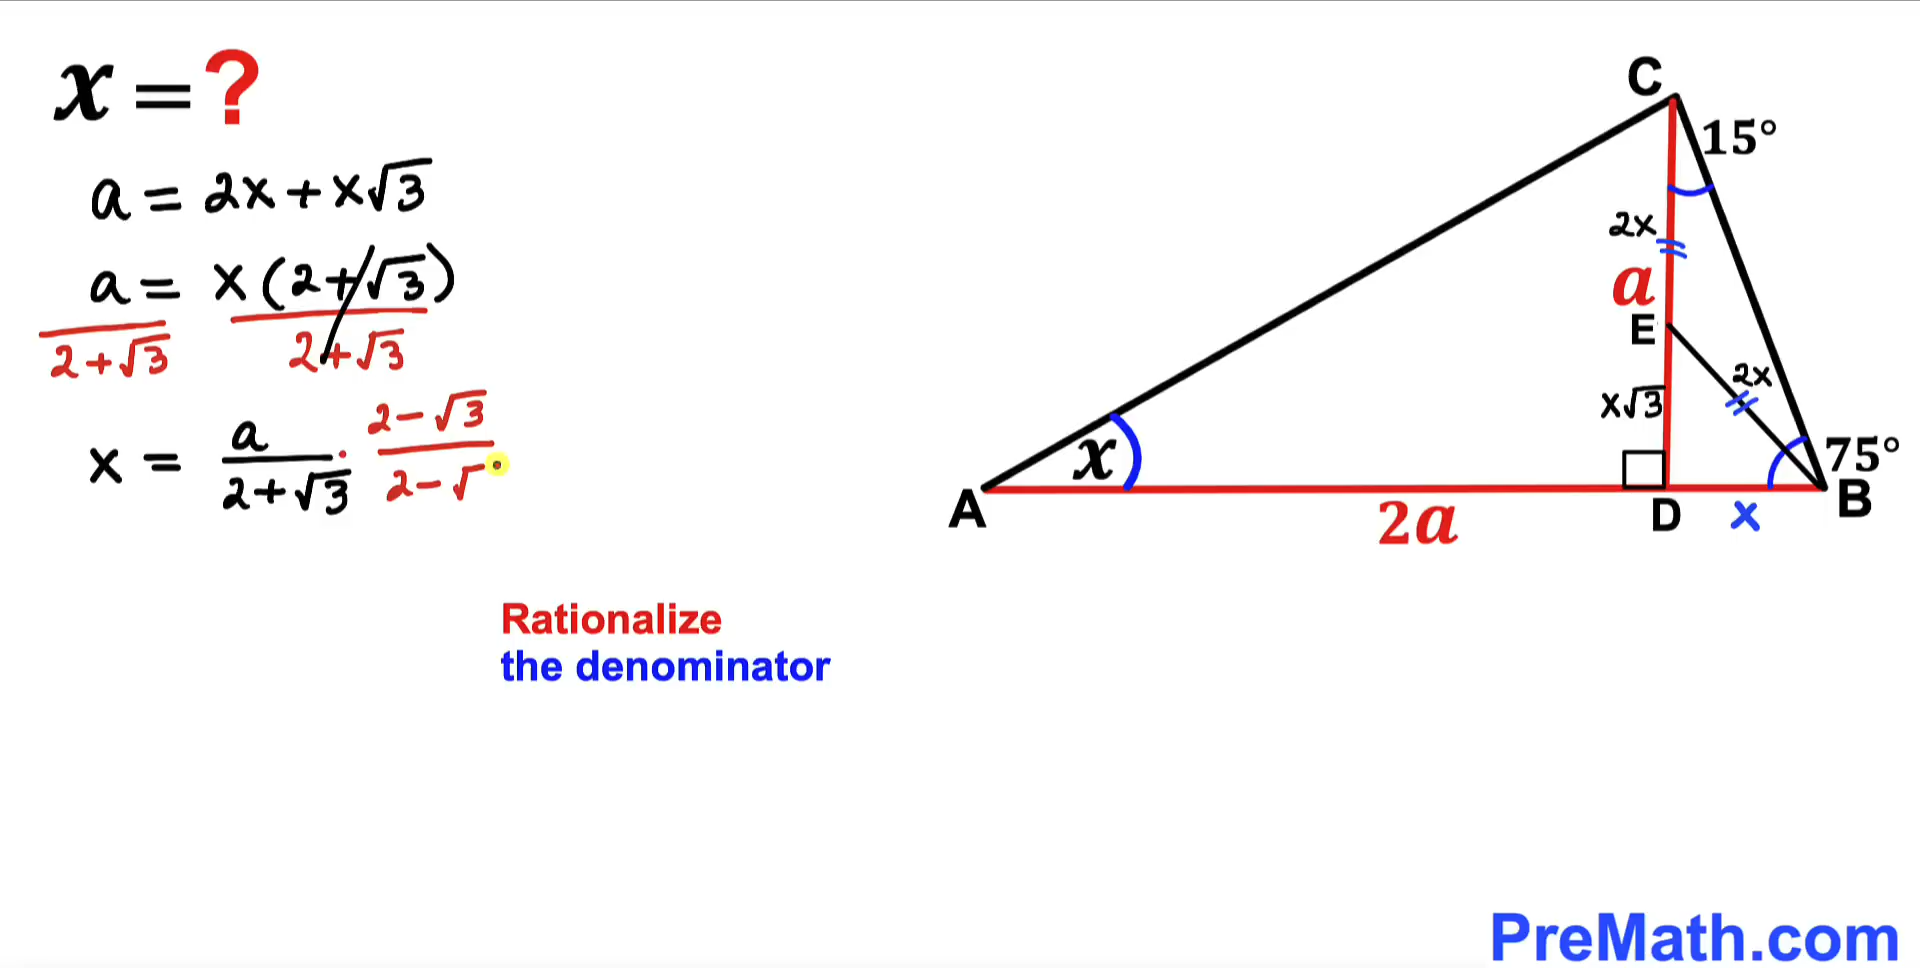 x = ?
a = 2x + x√3
a = x(2+√3)
2+√3 2+√3
x = a/(2+√3) · (2-√3)/(2-√
Rationalize
the denominator
C
15°
2x
a
E
2x
x√3
x
75°
A
D
x
B
2a
PreMath.com